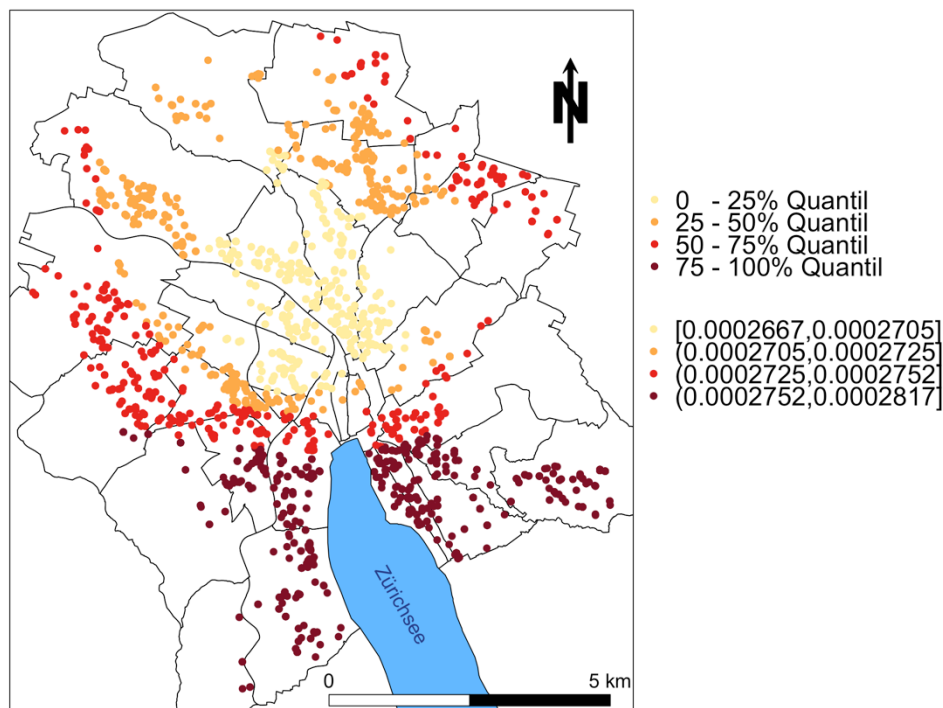 N
0 - 25% Quantil
25 - 50% Quantil
50 - 75% Quantil
75 - 100% Quantil
[0.0002667,0.0002705]
(0.0002705,0.0002725]
(0.0002725,0.0002752]
(0.0002752,0.0002817]
Zürichsee
0 5 km